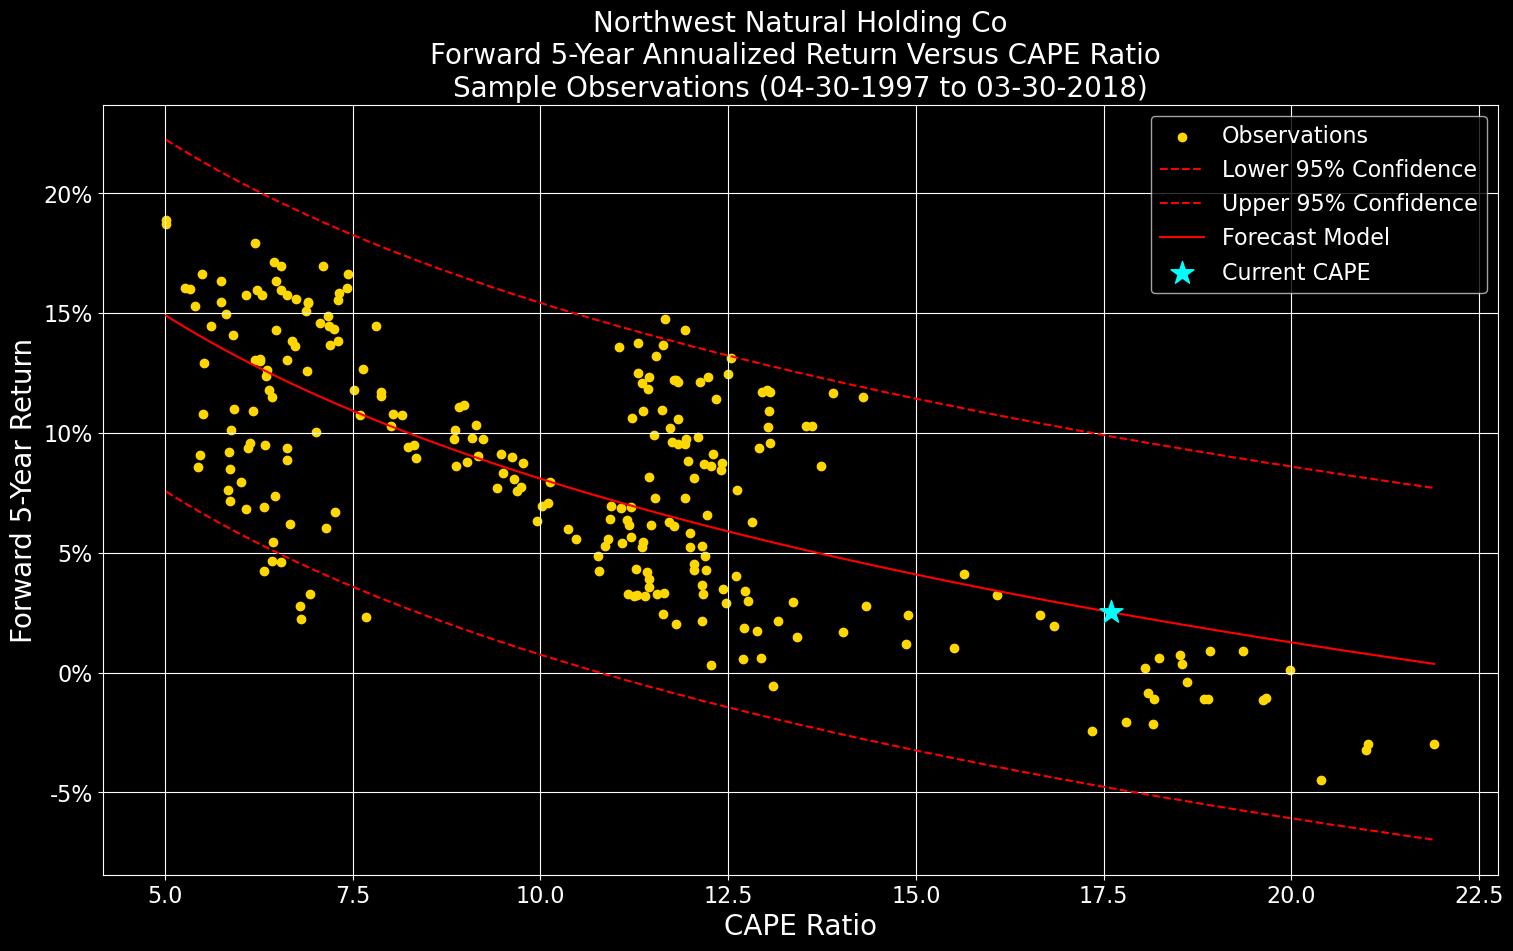 Northwest Natural Holding Co
Forward 5-Year Annualized Return Versus CAPE Ratio
Sample Observations (04-30-1997 to 03-30-2018)
Observations
Lower 95% Confidence
Upper 95% Confidence
Forecast Model
Current CAPE
Forward 5-Year Return
20%
15%
10%
5%
0%
-5%
5.0 7.5 10.0 12.5 15.0 17.5 20.0 22.5
CAPE Ratio